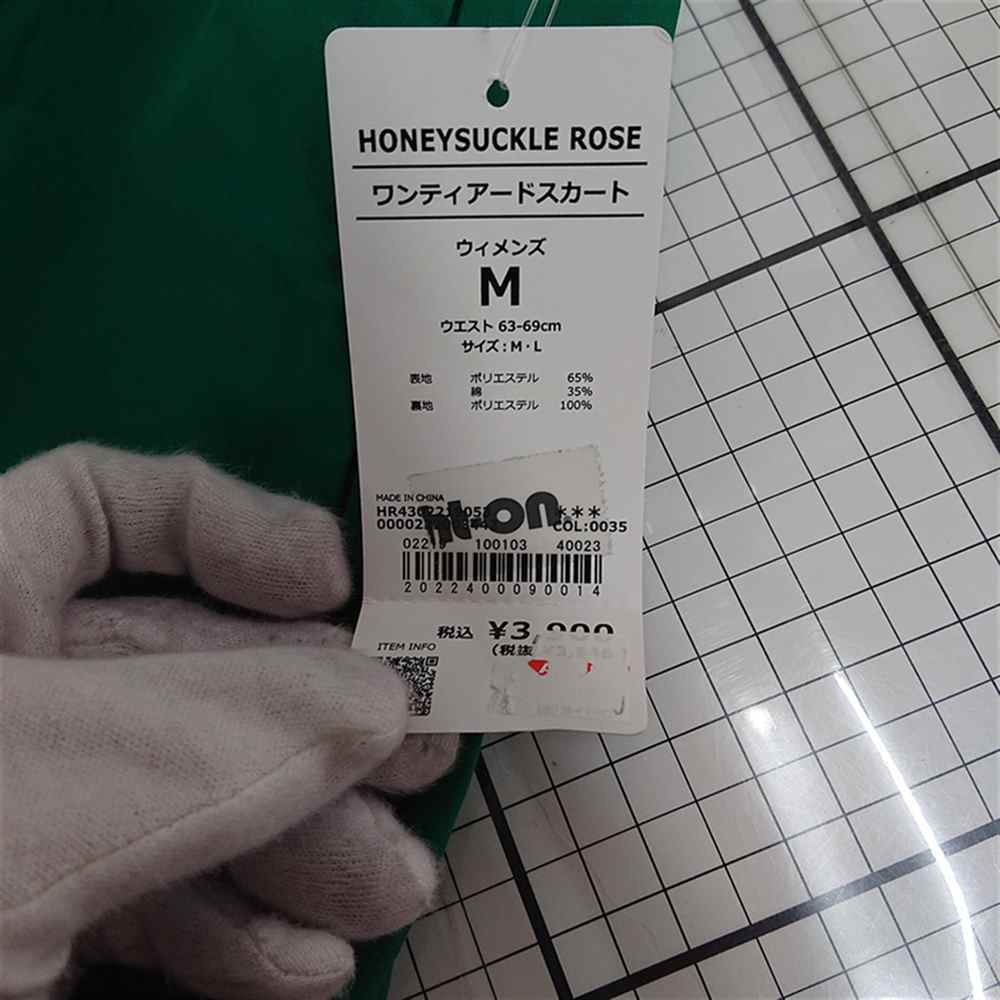 HONEYSUCKLE ROSE
ワンティアードスカート
ウィメンズ
M
ウエスト 63-69cm
サイズ：M・L
表地 ポリエステル 65%
綿 35%
裏地 ポリエステル 100%
MADE IN CHINA
***
COL:0035
100103 40023
2022400090014
税込
(税抜
ITEM INFO